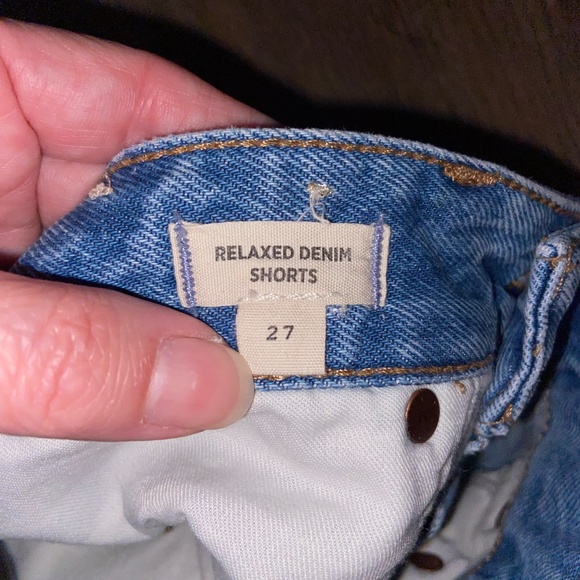 RELAXED DENIM
SHORTS
27